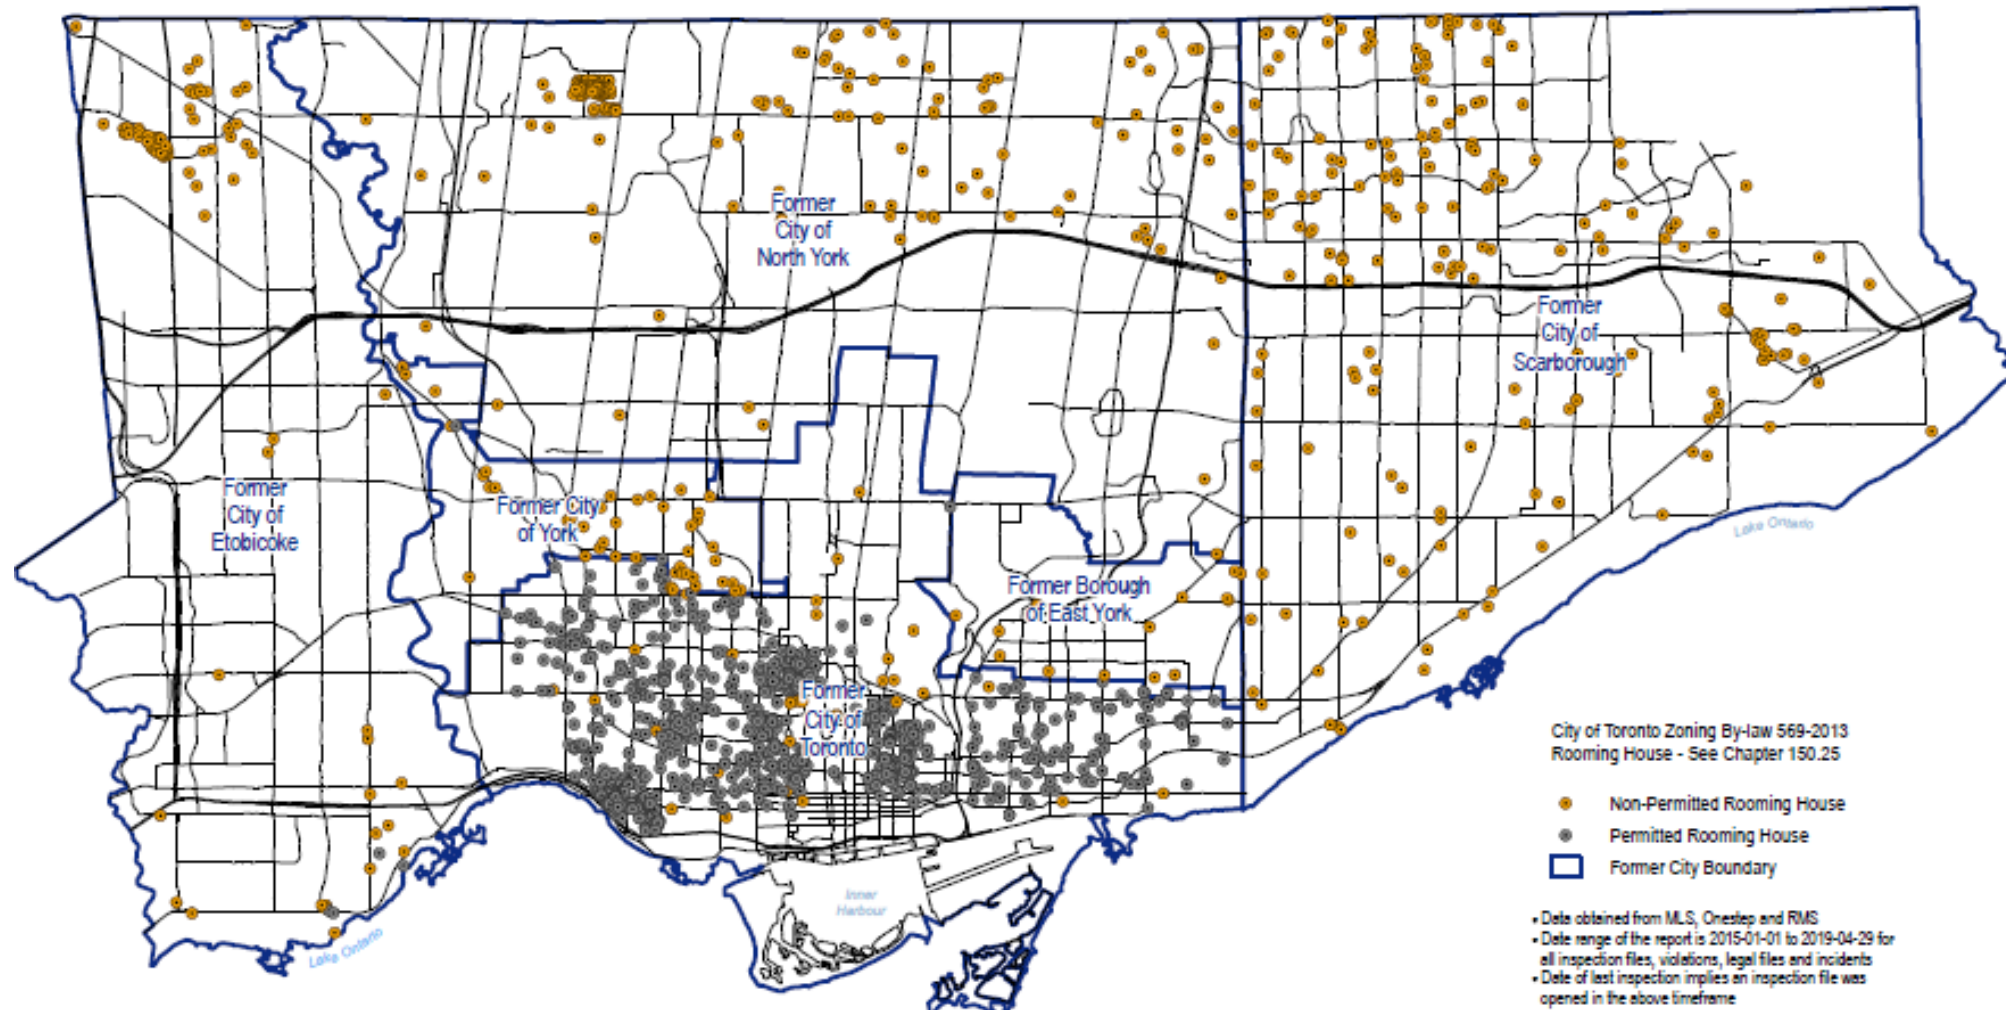 Former
City of
North York
Former
City of
Scarborough
Former
City of
Etobicoke
Former City
of York
Lake Ontario
Former Borough
of East York
Former
City of
Toronto
City of Toronto Zoning By-law 569-2013
Rooming House - See Chapter 150.25
Non-Permitted Rooming House
Permitted Rooming House
Former City Boundary
Inner
Harbour
Lake Ontario
• Data obtained from MLS, Onestep and RMS
• Date range of the report is 2015-01-01 to 2019-04-29 for
all inspection files, violations, legal files and incidents
• Date of last inspection implies an inspection file was
opened in the above timeframe